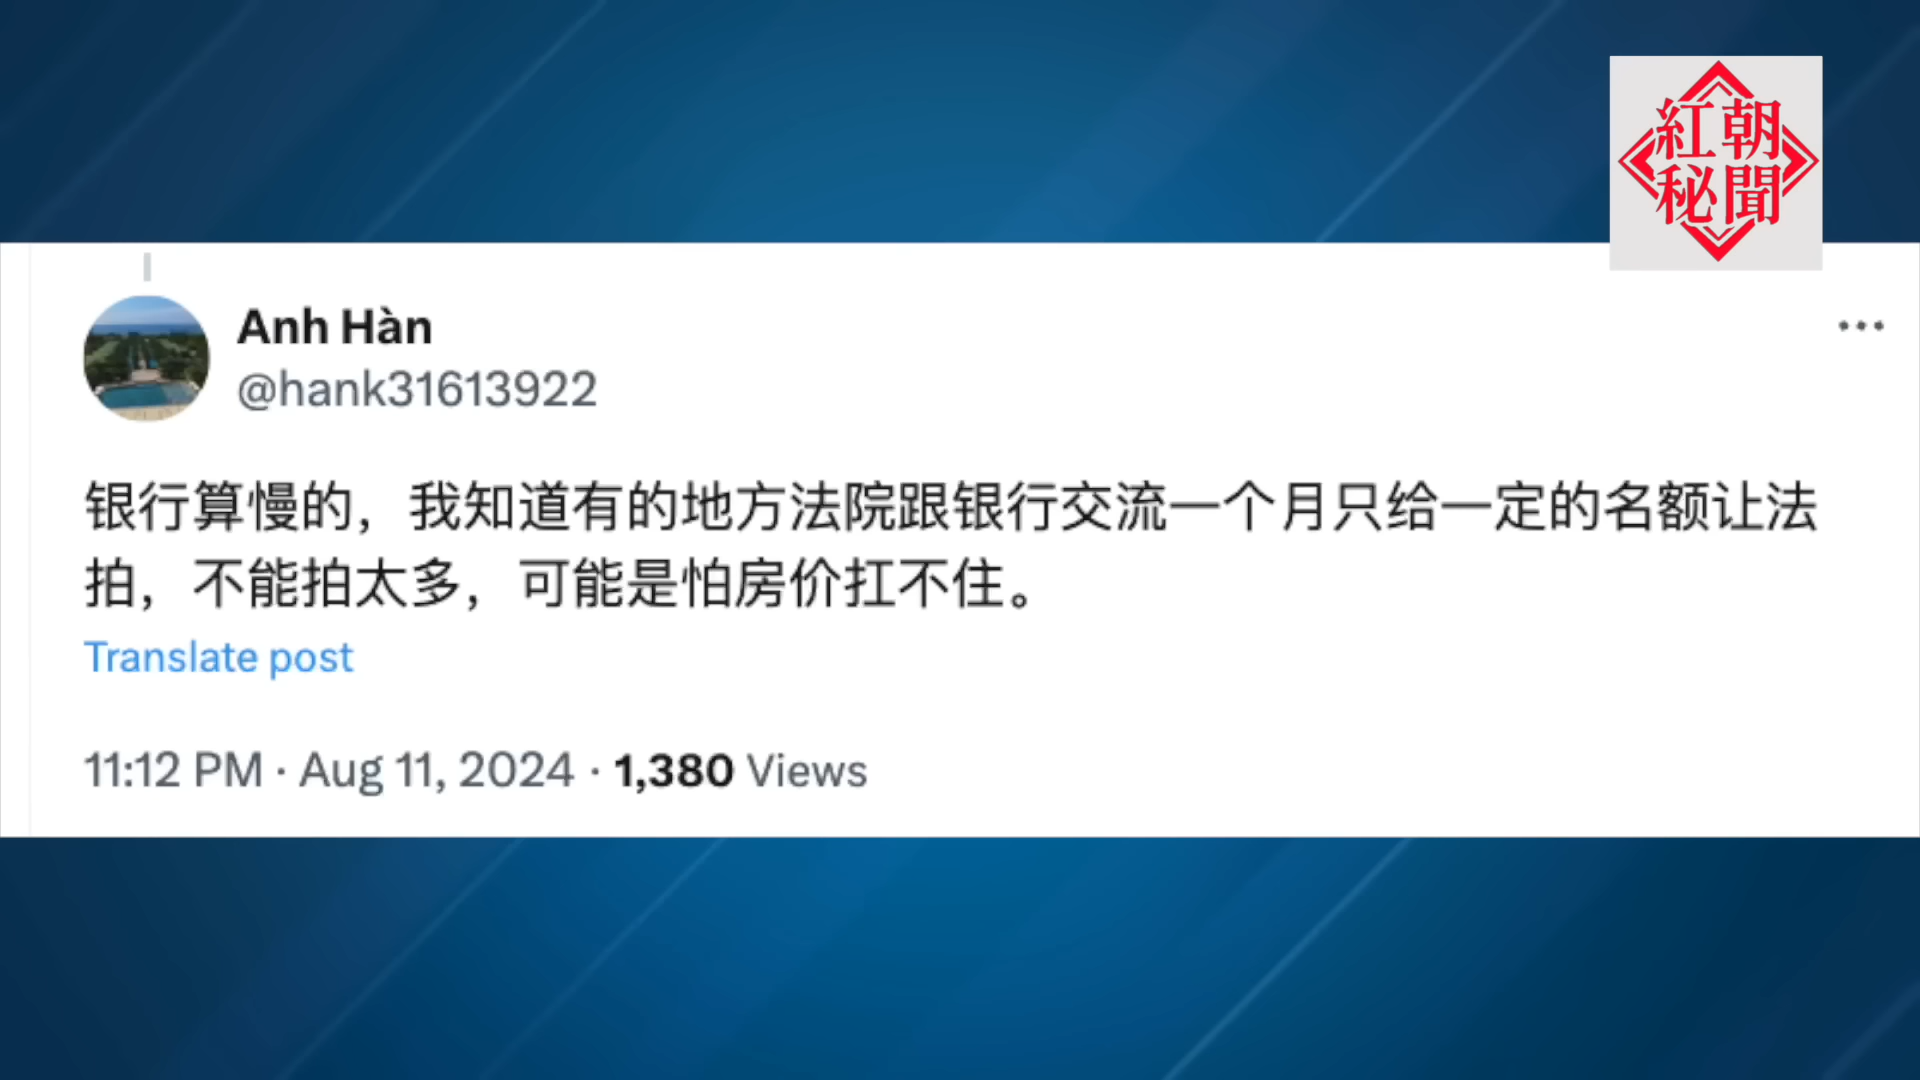 紅朝
秘聞
Anh Hàn
@hank31613922
银行算慢的，我知道有的地方法院跟银行交流一个月只给一定的名额让法
拍，不能拍太多，可能是怕房价扛不住。
Translate post
11:12 PM · Aug 11, 2024 · 1,380 Views